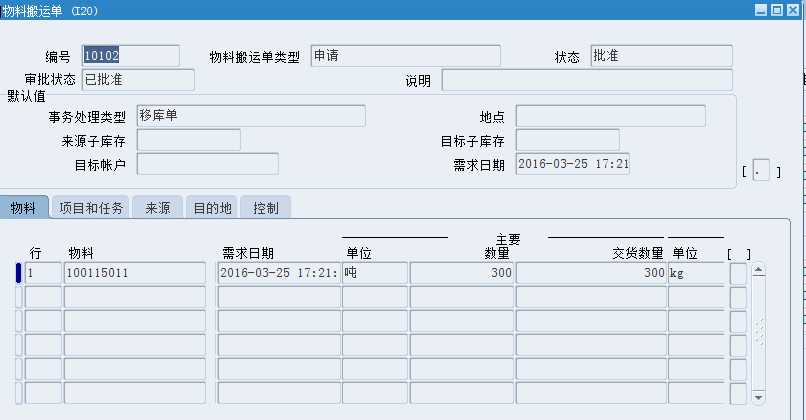 物料搬运单 (I20)
编号 10102 物料搬运单类型 申请 状态 批准
审批状态 已批准 说明
默认值
事务处理类型 移库单 地点
来源子库存 目标子库存
目标帐户 需求日期 2016-03-25 17:21 [ . ]
物料 项目和任务 来源 目的地 控制
主要
行 物料 需求日期 单位 数量 交货数量 单位 [ ]
1 100115011 2016-03-25 17:21: 吨 300 300 kg